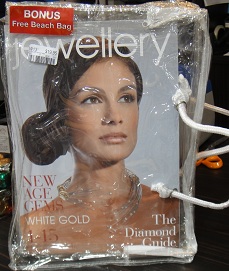 BONUS
Free Beach Bag
jewellery
NEW
AGE
GEMS
WHITE GOLD
The
Diamond
Guide